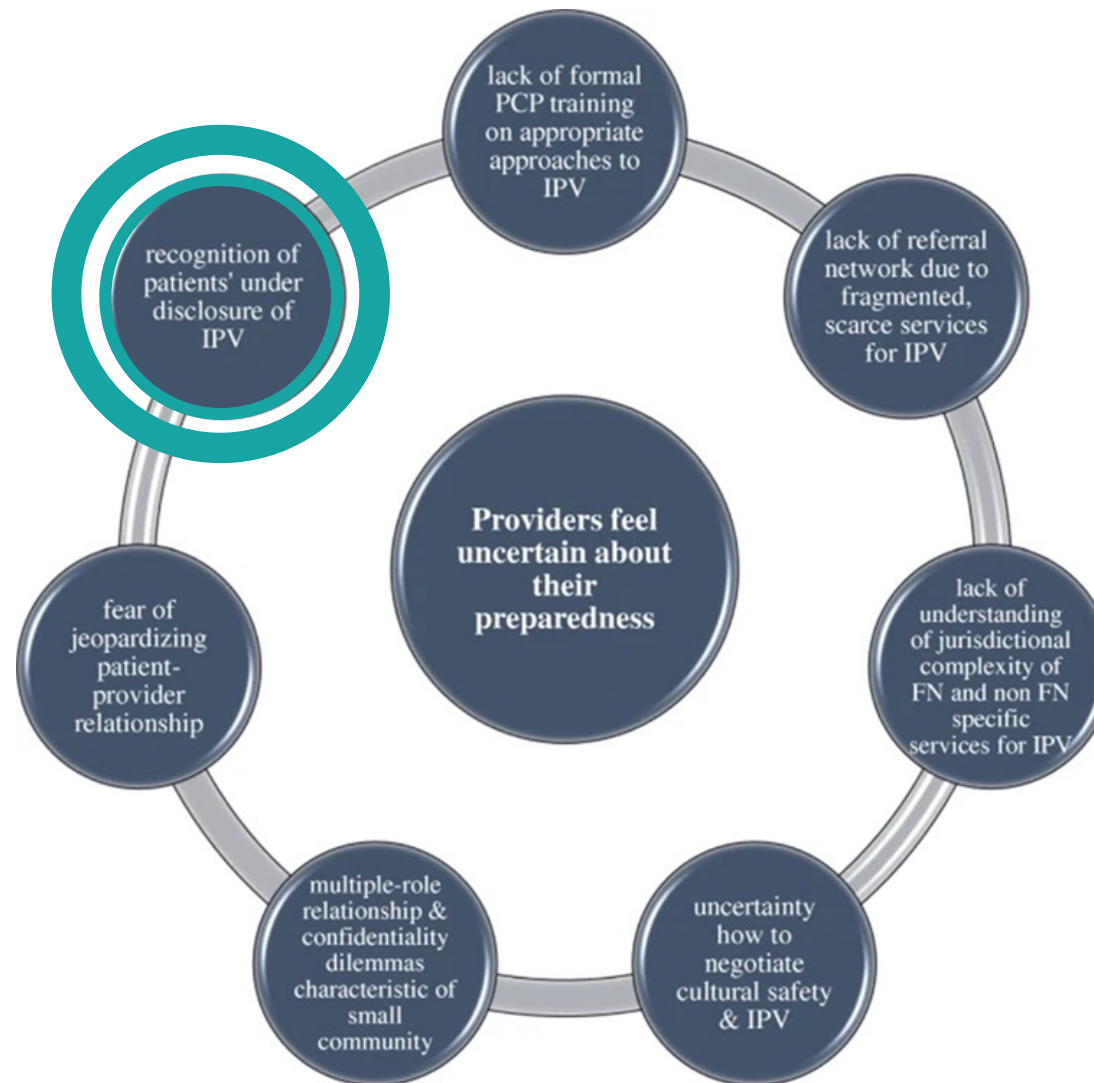 lack of formal
PCP training
on appropriate
approaches to
IPV
lack of referral
network due to
fragmented,
scarce services
for IPV
lack of
understanding
of jurisdictional
complexity of
FN and non FN
specific
services for IPV
uncertainty
how to
negotiate
cultural safety
& IPV
multiple-role
relationship &
confidentiality
dilemmas
characteristic of
small
community
fear of
jeopardizing
patient-
provider
relationship
recognition of
patients' under
disclosure of
IPV
Providers feel
uncertain about
their
preparedness